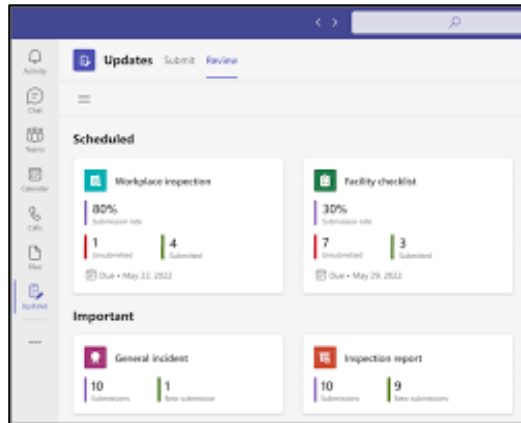 Updates Submit Review
Activity
Chat
Teams
Calendar
Calls
Files
Updates
Scheduled
Workplace inspection
80%
Submission rate
1 4
Unsubmitted Submitted
Due • May 22, 2022
Facility checklist
30%
Submission rate
7 3
Unsubmitted Submitted
Due • May 29, 2022
Important
General incident
10 1
Submissions New submission
Inspection report
10 9
Submissions New submissions